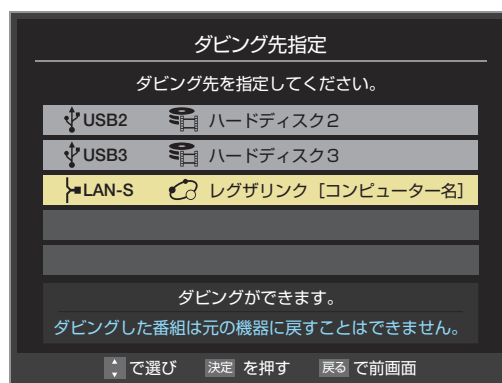 ダビング先指定
ダビング先を指定してください。
USB2 ハードディスク2
USB3 ハードディスク3
LAN-S レグザリンク［コンピューター名］
ダビングができます。
ダビングした番組は元の機器に戻すことはできません。
で選び 決定 を押す 戻る で前画面